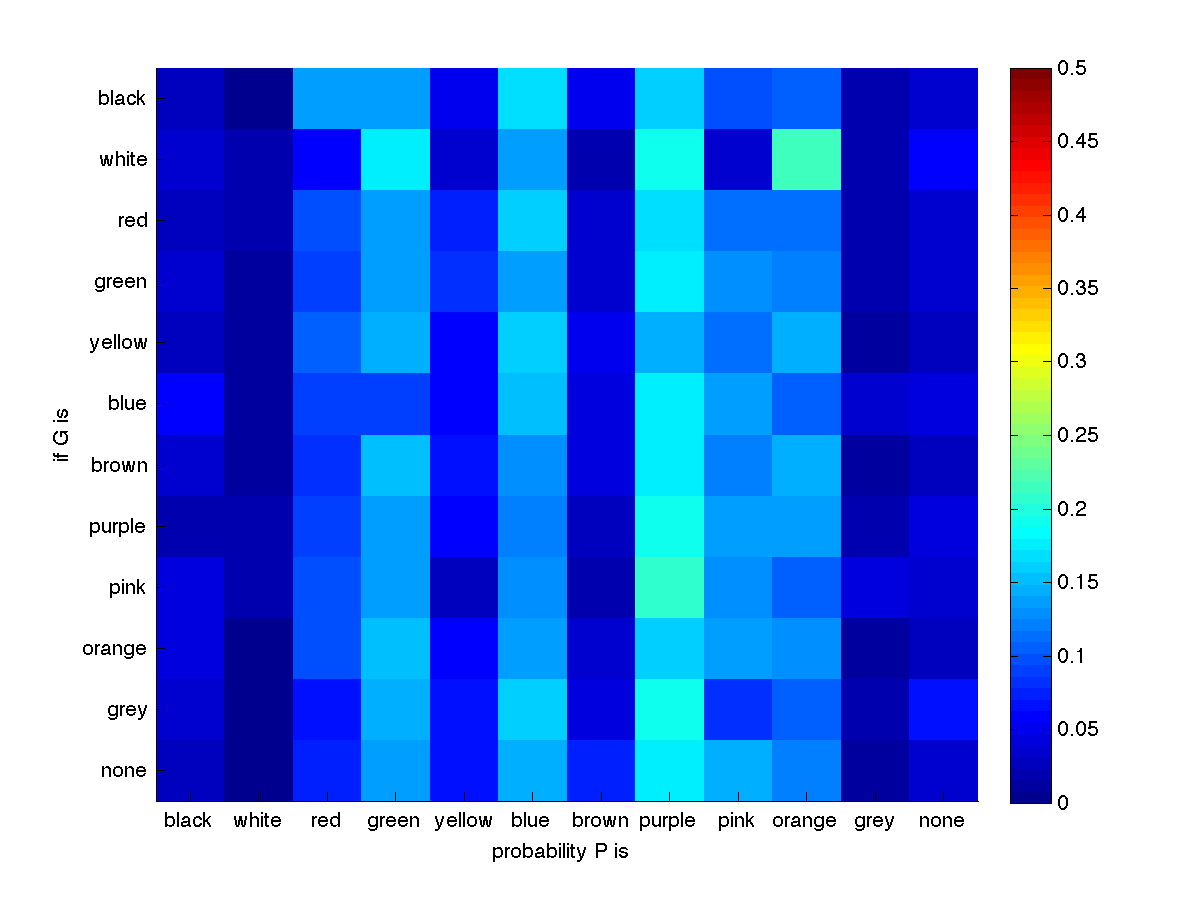 black
white
red
green
yellow
blue
brown
purple
pink
orange
grey
none
if G is
black white red green yellow blue brown purple pink orange grey none
probability P is
0.5
0.45
0.4
0.35
0.3
0.25
0.2
0.15
0.1
0.05
0